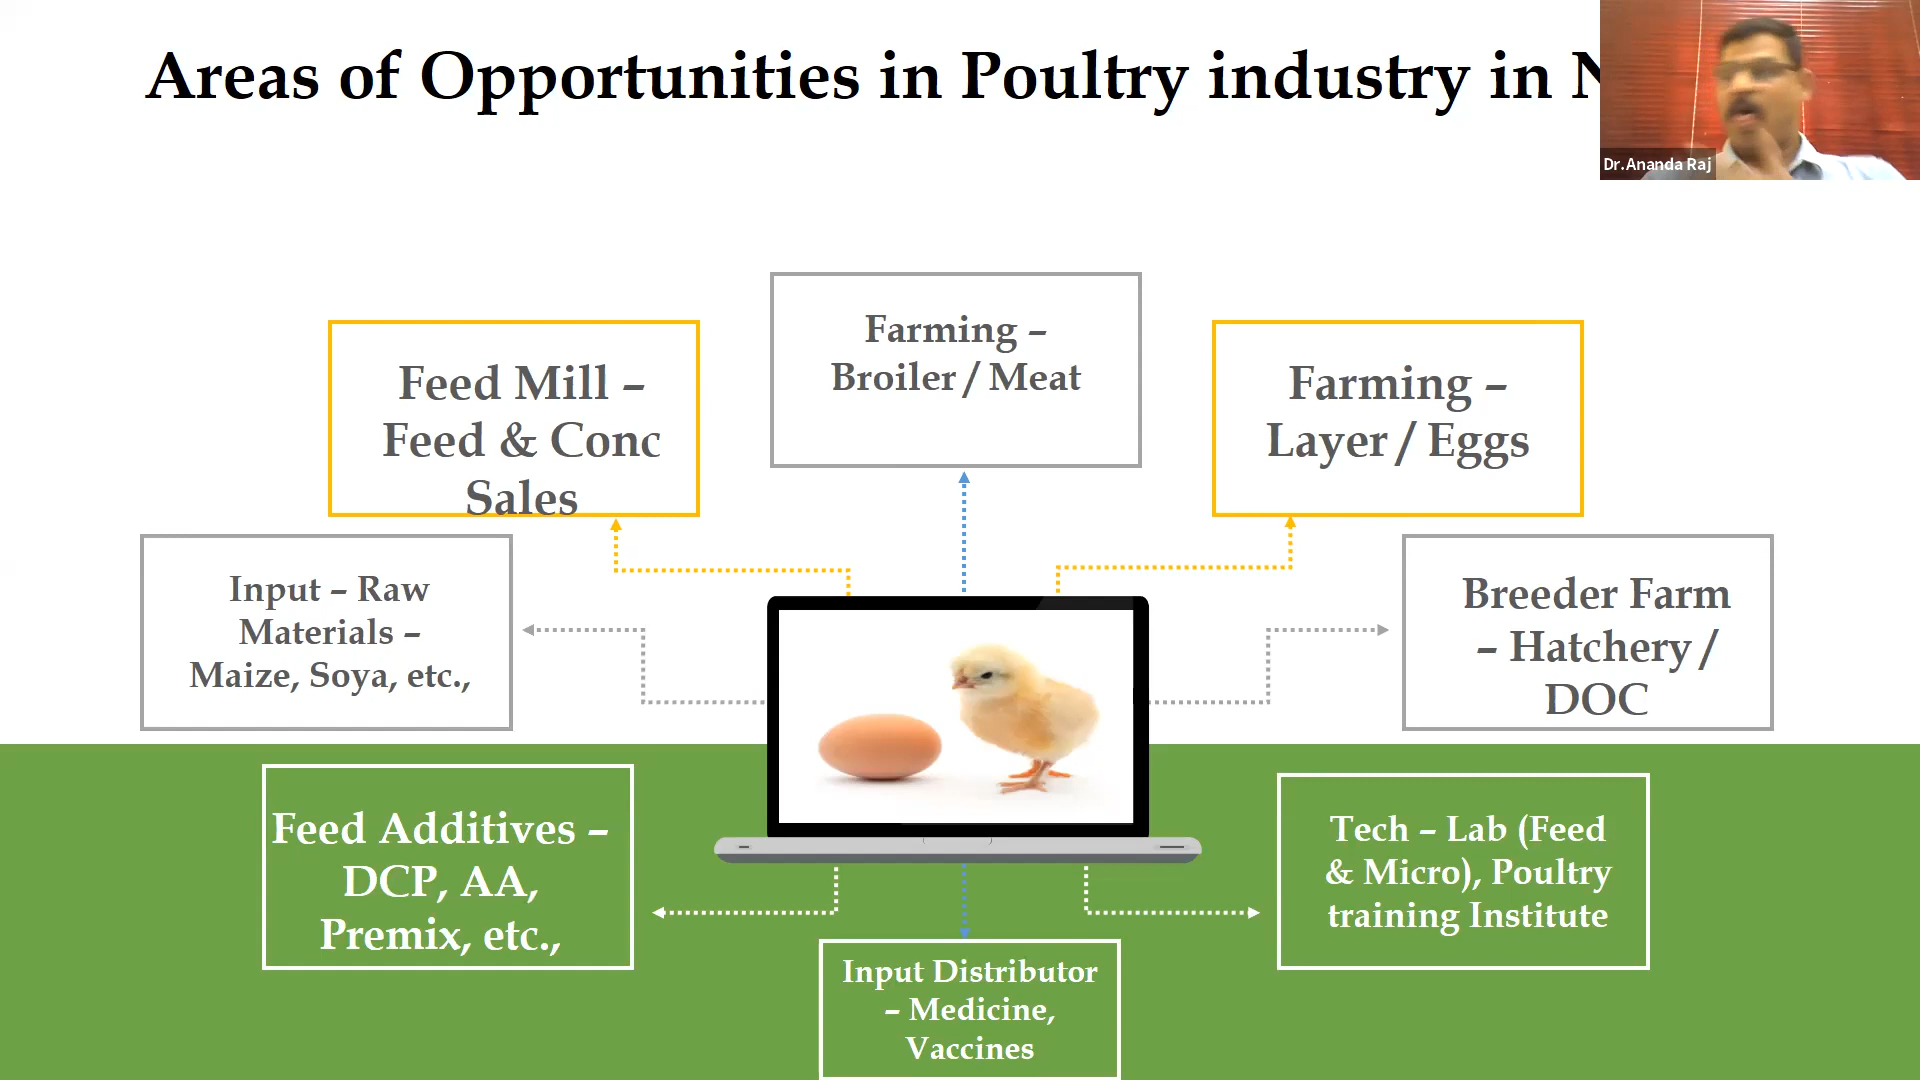 Areas of Opportunities in Poultry industry in
Dr.Ananda Raj
Farming –
Broiler / Meat
Feed Mill –
Feed & Conc
Sales
Farming –
Layer / Eggs
Input – Raw
Materials –
Maize, Soya, etc.,
Breeder Farm
– Hatchery /
DOC
Feed Additives –
DCP, AA,
Premix, etc.,
Tech – Lab (Feed
& Micro), Poultry
training Institute
Input Distributor
– Medicine,
Vaccines